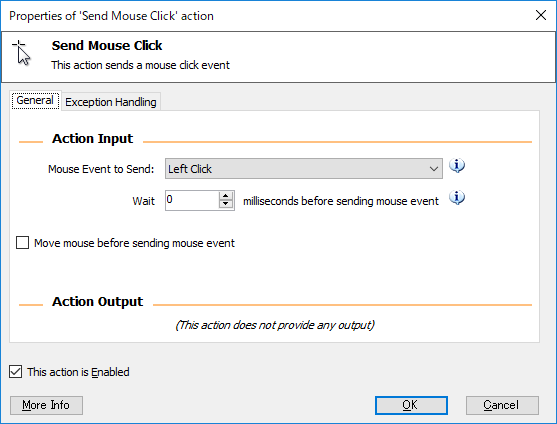 Properties of 'Send Mouse Click' action
Send Mouse Click
This action sends a mouse click event
General Exception Handling
Action Input
Mouse Event to Send: Left Click
Wait 0 milliseconds before sending mouse event
Move mouse before sending mouse event
Action Output
(This action does not provide any output)
This action is Enabled
More Info OK Cancel